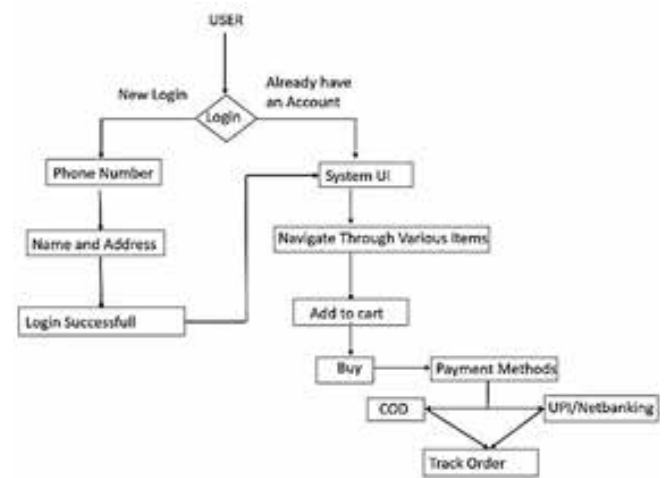 USER
New Login
Already have
an Account
Login
Phone Number
System UI
Name and Address
Navigate Through Various Items
Login Successfull
Add to cart
Buy
Payment Methods
COD
UPI/Netbanking
Track Order